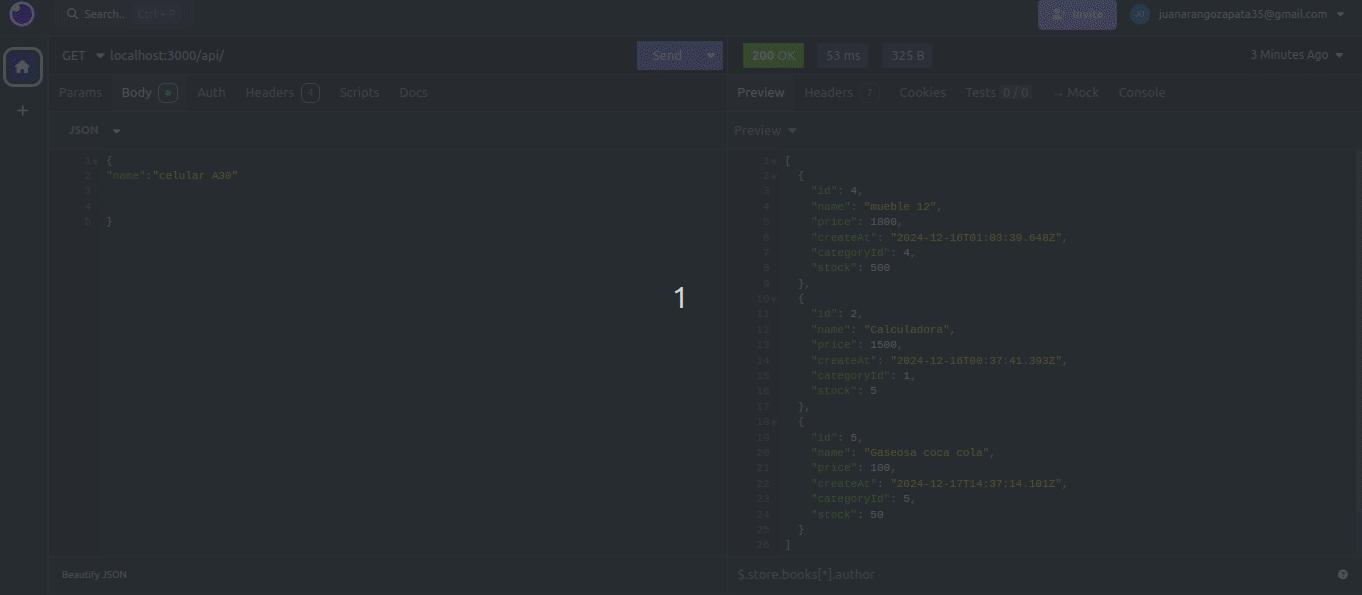 Search.. Ctrl + P Invite JU juanarangozapata35@gmail.com
GET localhost:3000/api/ Send 200 OK 53 ms 325 B 3 Minutes Ago
Params Body Auth Headers 4 Scripts Docs Preview Headers 7 Cookies Tests 0 / 0 → Mock Console
JSON Preview
1 {
2 "name":"celular A30"
3
4
5 }
1 [
2 {
3 "id": 4,
4 "name": "mueble 12",
5 "price": 1800,
6 "createAt": "2024-12-16T01:03:39.648Z",
7 "categoryId": 4,
8 "stock": 500
9 },
10 {
11 "id": 2,
12 "name": "Calculadora",
13 "price": 1500,
14 "createAt": "2024-12-16T00:37:41.393Z",
15 "categoryId": 1,
16 "stock": 5
17 },
18 {
19 "id": 5,
20 "name": "Gaseosa coca cola",
21 "price": 100,
22 "createAt": "2024-12-17T14:37:14.101Z",
23 "categoryId": 5,
24 "stock": 50
25 }
26 ]
1
Beautify JSON $.store.books[*].author